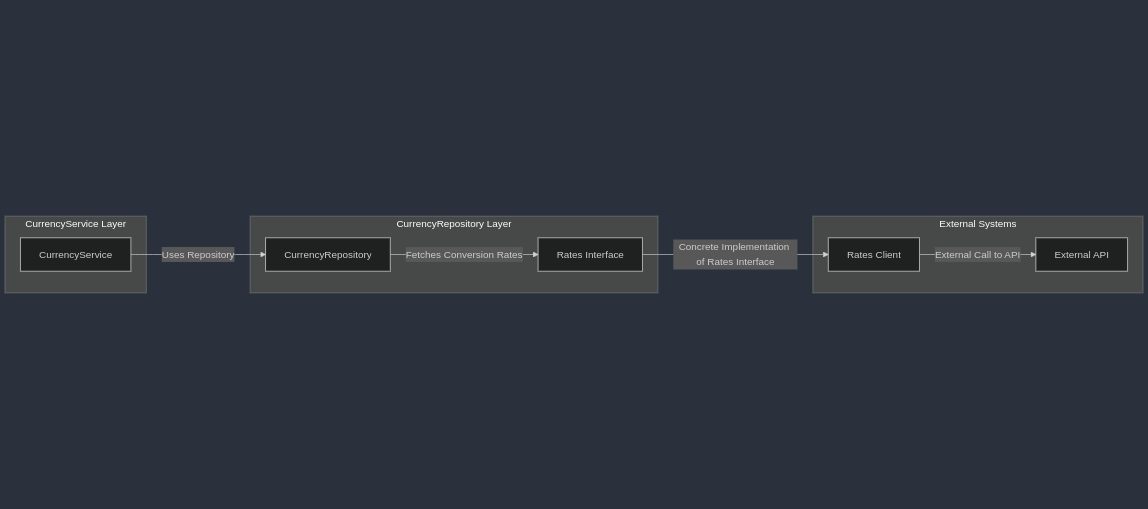 CurrencyService Layer
CurrencyService
Uses Repository
CurrencyRepository Layer
CurrencyRepository
Fetches Conversion Rates
Rates Interface
Concrete Implementation
of Rates Interface
External Systems
Rates Client
External Call to API
External API